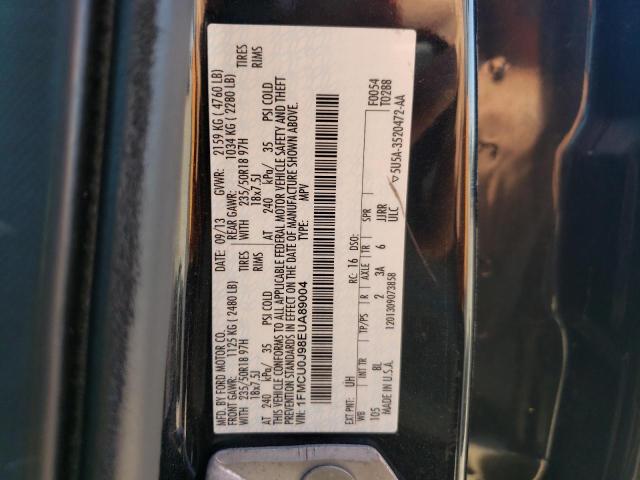 MFD. BY FORD MOTOR CO.
DATE: 09/13 GVWR: 2159 KG ( 4760 LB)
FRONT GAWR: 1125 KG ( 2480 LB) REAR GAWR: 1034 KG ( 2280 LB)
WITH 235/50R18 97H TIRES WITH 235/50R18 97H TIRES
18x7.5J RIMS 18x7.5J RIMS
AT 240 kPa/ 35 PSI COLD AT 240 kPa/ 35 PSI COLD
THIS VEHICLE CONFORMS TO ALL APPLICABLE FEDERAL MOTOR VEHICLE SAFETY AND THEFT
PREVENTION STANDARDS IN EFFECT ON THE DATE OF MANUFACTURE SHOWN ABOVE.
VIN: 1FMCU0J98EUA89004 TYPE: MPV
F0054
T0288
EXT PNT: UH RC: 16 DSO:
WB INT TR TP/PS R AXLE TR SPR
105 BL 2 3A 6 JJRR
MADE IN U.S.A. 1201309073858 ULC
▽5U5A-3520472-AA